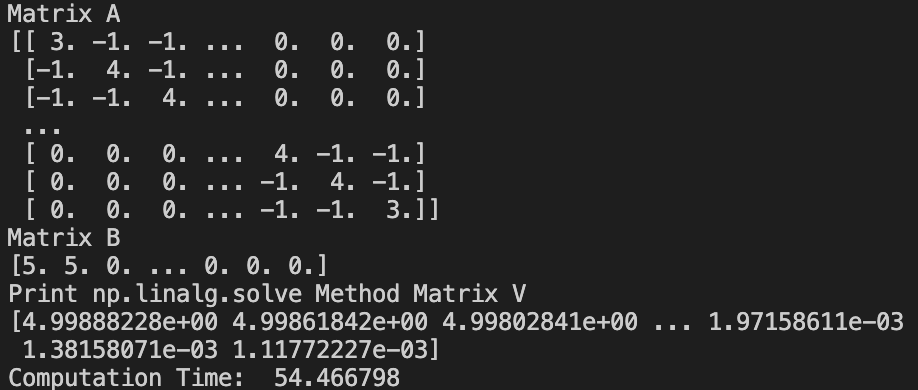 Matrix A
[[ 3. -1. -1. ...  0.  0.  0.]
 [-1.  4. -1. ...  0.  0.  0.]
 [-1. -1.  4. ...  0.  0.  0.]
 ...
 [ 0.  0.  0. ...  4. -1. -1.]
 [ 0.  0.  0. ... -1.  4. -1.]
 [ 0.  0.  0. ... -1. -1.  3.]]
Matrix B
[5. 5. 0. ... 0. 0. 0.]
Print np.linalg.solve Method Matrix V
[4.99888228e+00 4.99861842e+00 4.99802841e+00 ... 1.97158611e-03
 1.38158071e-03 1.11772227e-03]
Computation Time:  54.466798